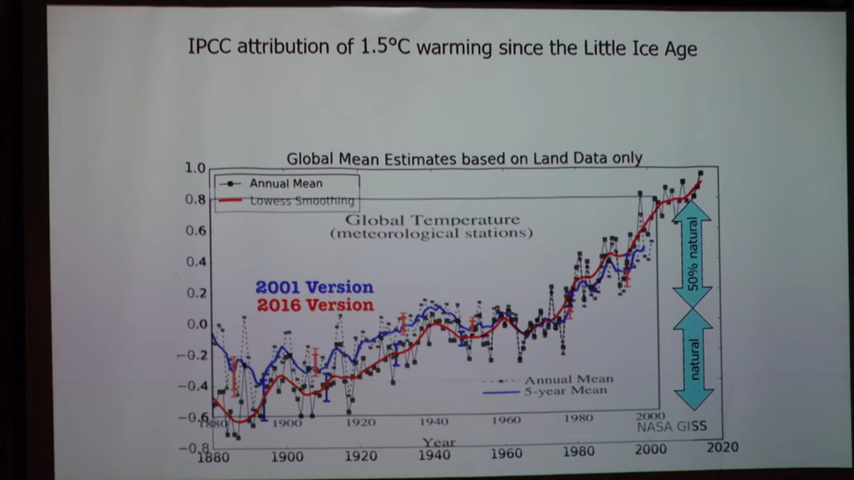 IPCC attribution of 1.5°C warming since the Little Ice Age
Global Mean Estimates based on Land Data only
1.0
0.8
0.6
0.4
0.2
0.0
−0.2
−0.4
−0.6
−0.8
Annual Mean
Lowess Smoothing
Global Temperature
(meteorological stations)
2001 Version
2016 Version
50% natural
natural
Annual Mean
5-year Mean
1880 1900 1920 1940 1960 1980 2000
NASA GISS
Year
1880 1900 1920 1940 1960 1980 2000 2020